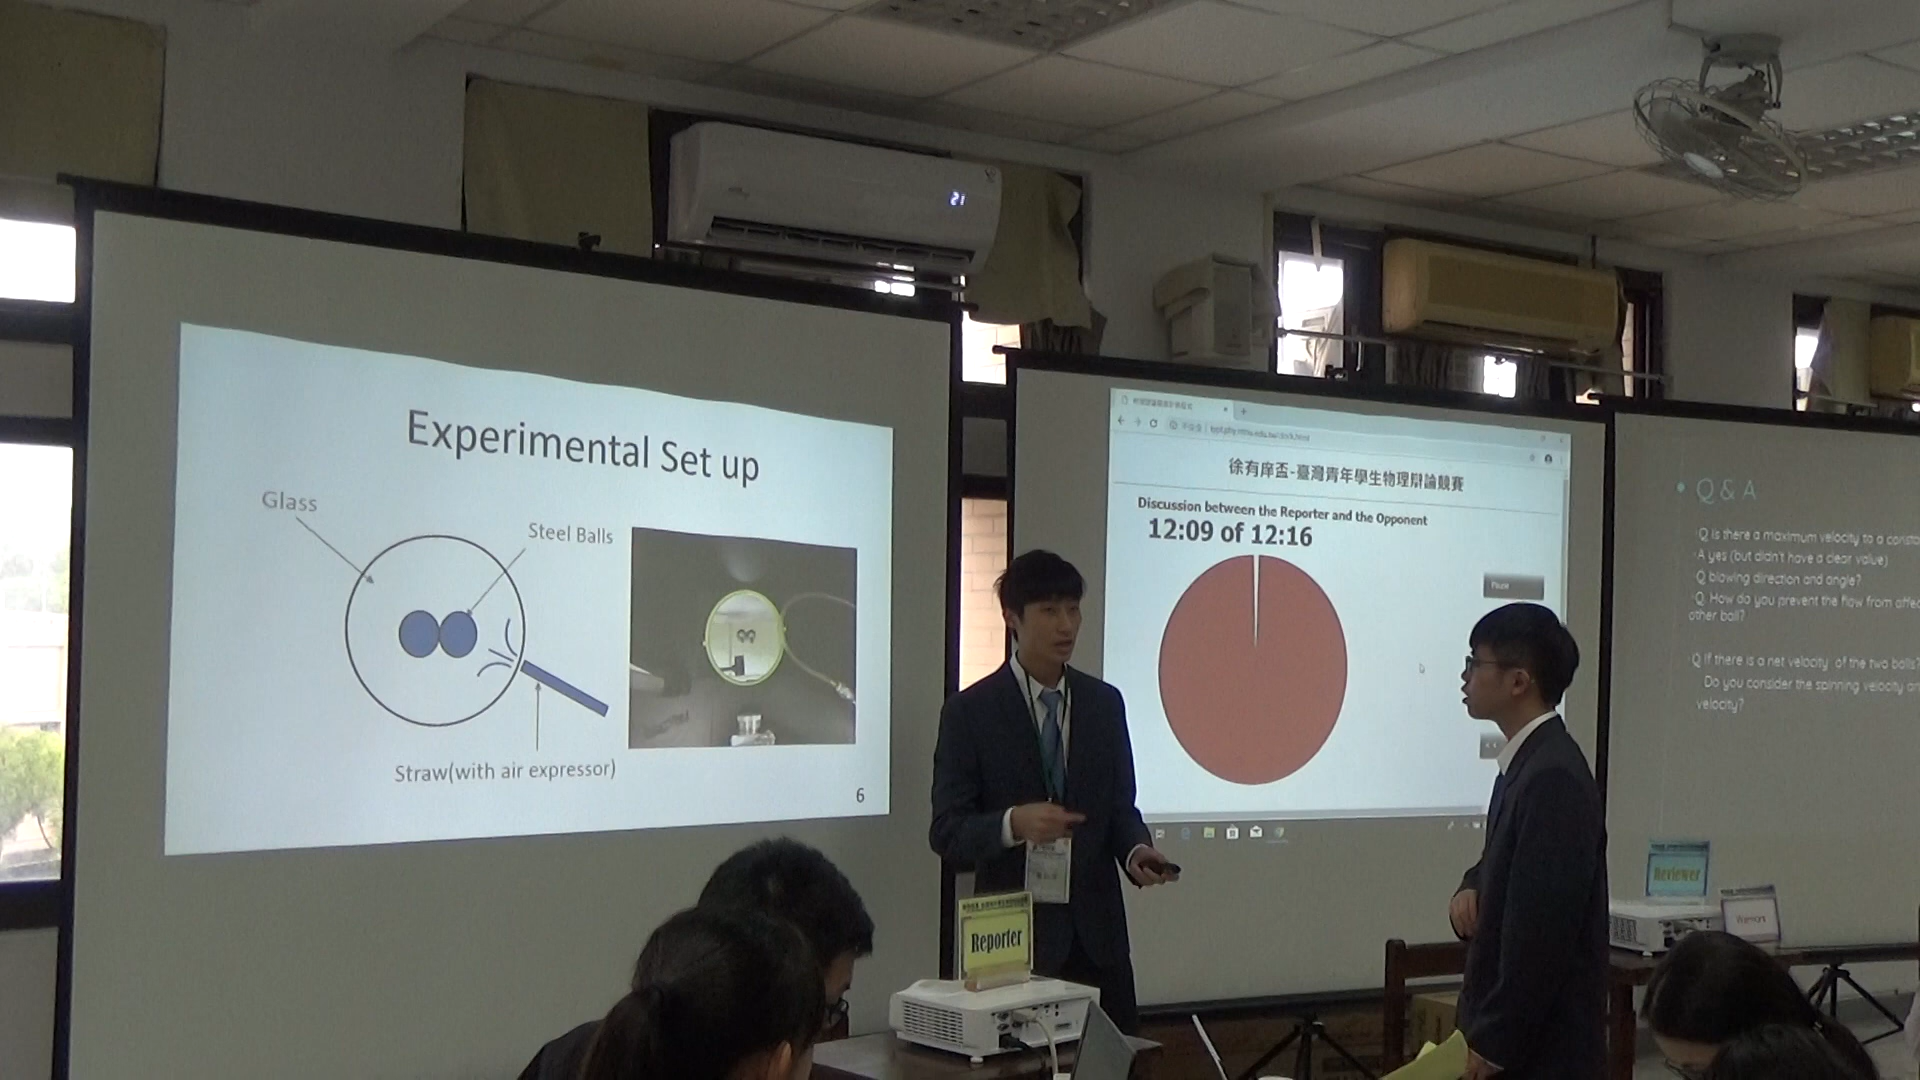 Experimental Set up
Glass
Steel Balls
Straw(with air expressor)
6
21
徐有庠盃-臺灣青年學生物理辯論競賽
Discussion between the Reporter and the Opponent
12:09 of 12:16
Pause
Q & A
Q is there a maximum velocity to a
A yes (but didn't have a clear value)
Q blowing direction and angle?
Q. How do you prevent the flow from
other ball?
Q If there is a net velocity of the two balls?
Do you consider the spinning velocity
velocity?
Reporter
Reviewer